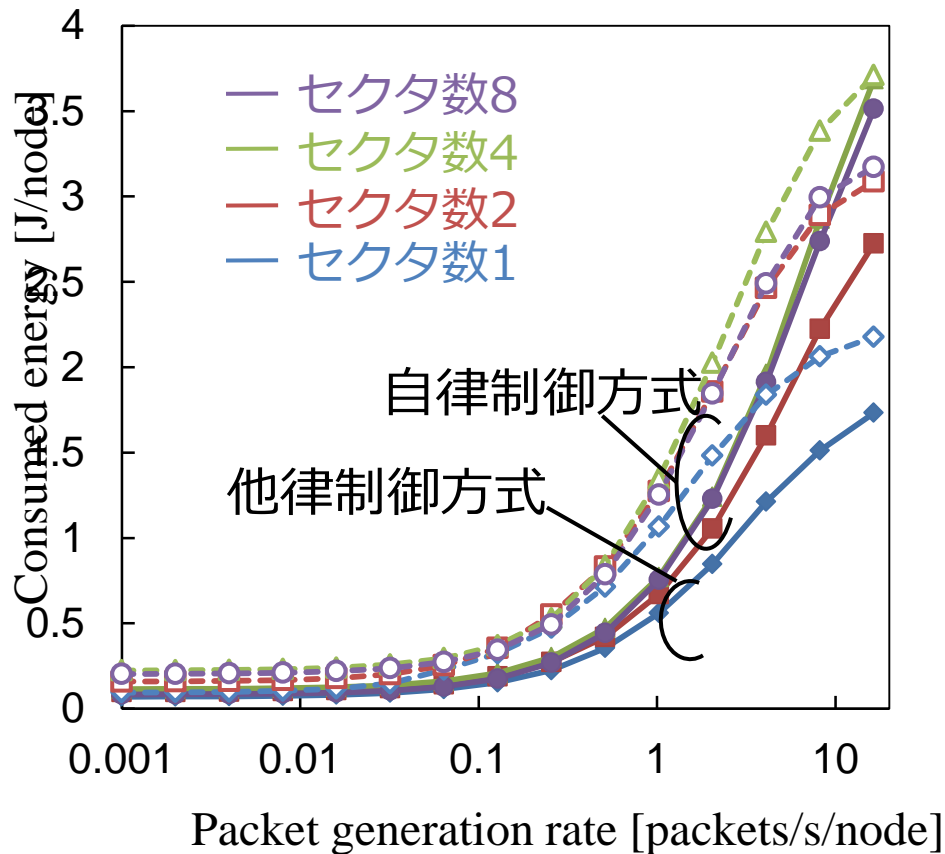 4
3.5
3
2.5
2
1.5
1
0.5
0
Consumed energy [J/node]
セクタ数8
セクタ数4
セクタ数2
セクタ数1
自律制御方式
他律制御方式
0.001 0.01 0.1 1 10
Packet generation rate [packets/s/node]